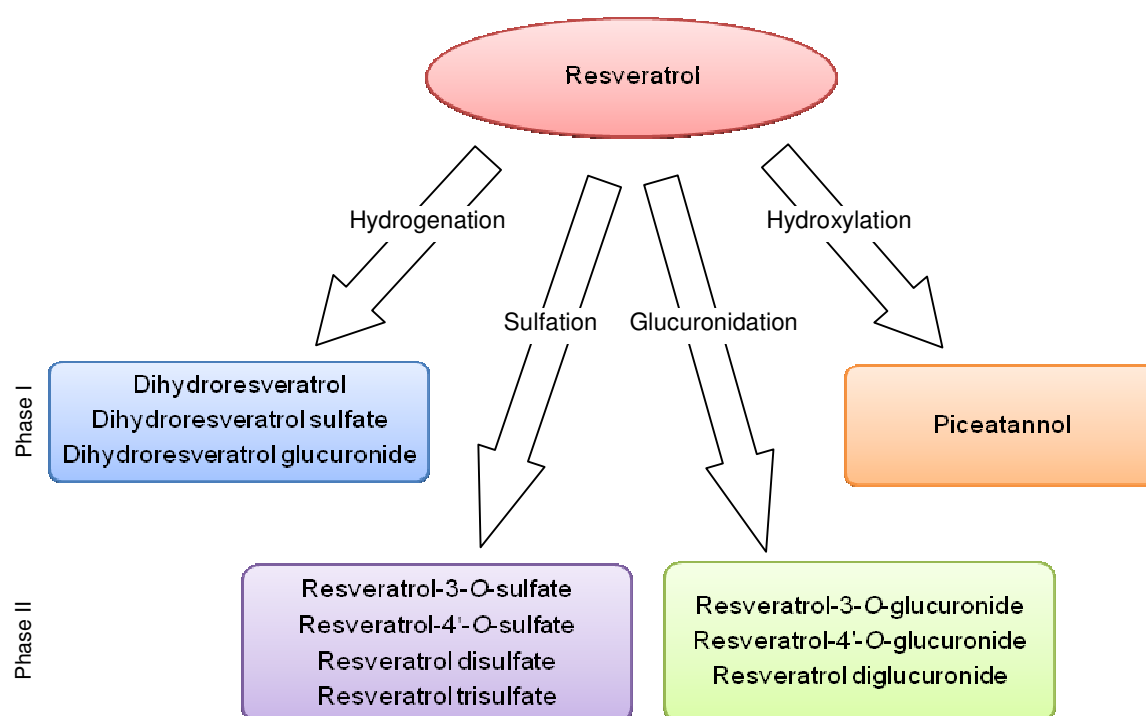 Resveratrol
Hydrogenation
Hydroxylation
Sulfation
Glucuronidation
Phase I
Dihydroresveratrol
Dihydroresveratrol sulfate
Dihydroresveratrol glucuronide
Piceatannol
Phase II
Resveratrol-3-O-sulfate
Resveratrol-4'-O-sulfate
Resveratrol disulfate
Resveratrol trisulfate
Resveratrol-3-O-glucuronide
Resveratrol-4'-O-glucuronide
Resveratrol diglucuronide